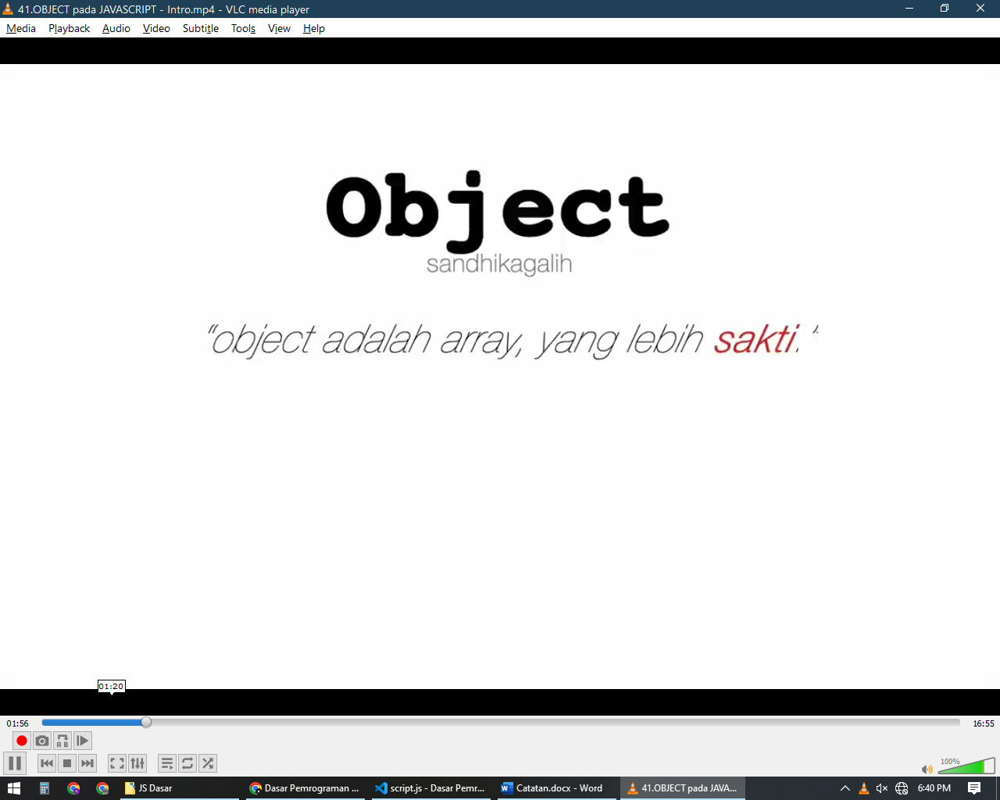 41.OBJECT pada JAVASCRIPT - Intro.mp4 - VLC media player
Media Playback Audio Video Subtitle Tools View Help
Object
sandhikagalih
"object adalah array, yang lebih sakti."
01:20
01:56
16:55
A B
100%
JS Dasar
Dasar Pemrograman ...
script.js - Dasar Pemr...
Catatan.docx - Word
41.OBJECT pada JAVA...
6:40 PM